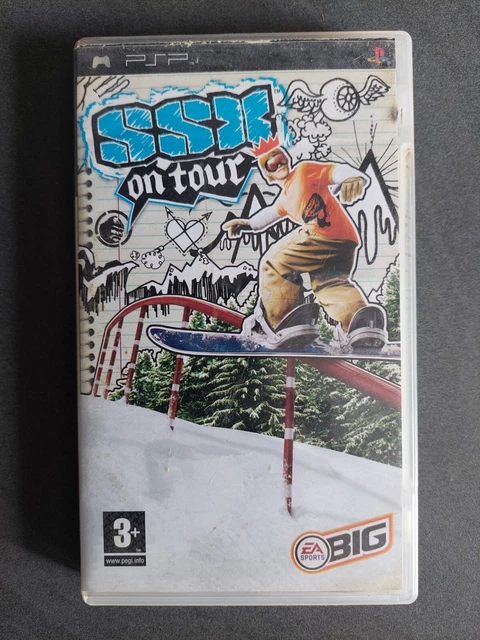 PSP
SSX
on tour
3+
www.pegi.info
EA
SPORTS
BIG